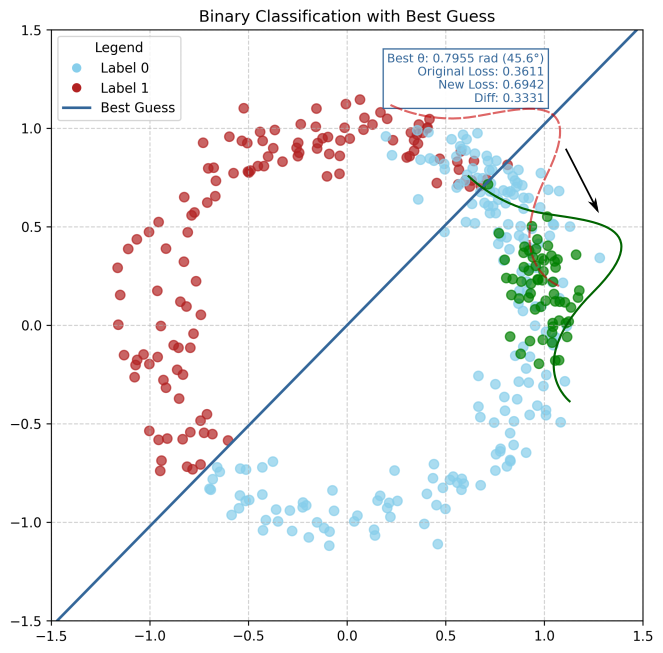 Binary Classification with Best Guess
Legend
Label 0
Label 1
Best Guess
Best θ: 0.7955 rad (45.6°)
Original Loss: 0.3611
New Loss: 0.6942
Diff: 0.3331
1.5
1.0
0.5
0.0
−0.5
−1.0
−1.5
−1.5
−1.0
−0.5
0.0
0.5
1.0
1.5